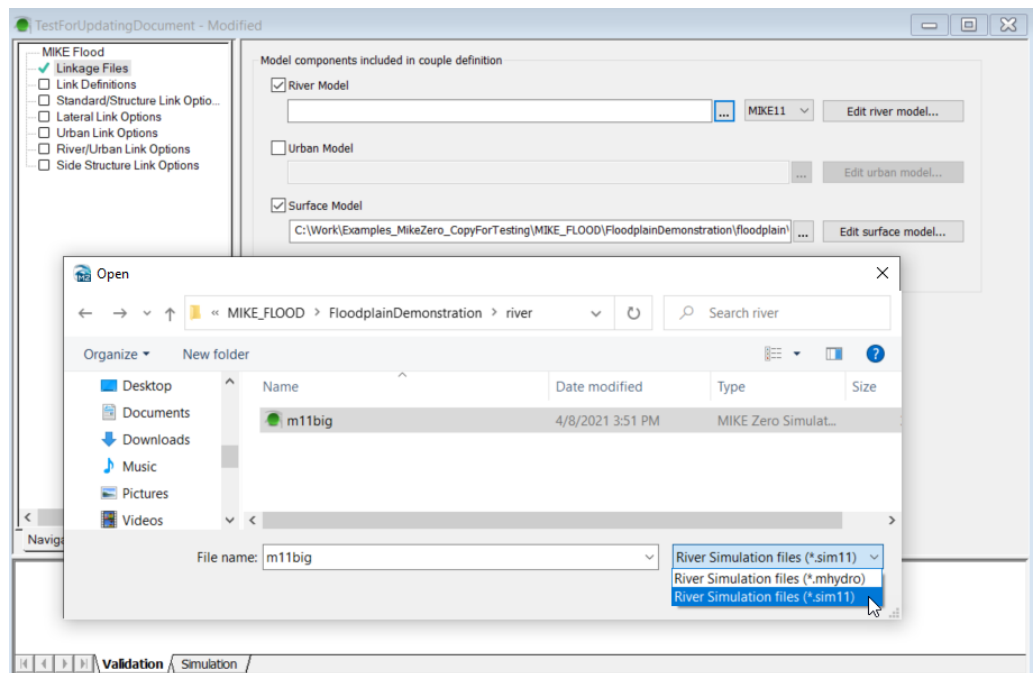 TestForUpdatingDocument - Modified
MIKE Flood
Linkage Files
Link Definitions
Standard/Structure Link Optio...
Lateral Link Options
Urban Link Options
River/Urban Link Options
Side Structure Link Options
Model components included in couple definition
River Model
... MIKE11 Edit river model...
Urban Model
... Edit urban model...
Surface Model
C:\Work\Examples_MikeZero_CopyForTesting\MIKE_FLOOD\FloodplainDemonstration\floodplain\ ... Edit surface model...
Open
« MIKE_FLOOD > FloodplainDemonstration > river Search river
Organize New folder ?
Desktop
Documents
Downloads
Music
Pictures
Videos
Name Date modified Type Size
m11big 4/8/2021 3:51 PM MIKE Zero Simulat...
Naviga
File name: m11big River Simulation files (*.sim11)
River Simulation files (*.mhydro)
River Simulation files (*.sim11)
Validation Simulation